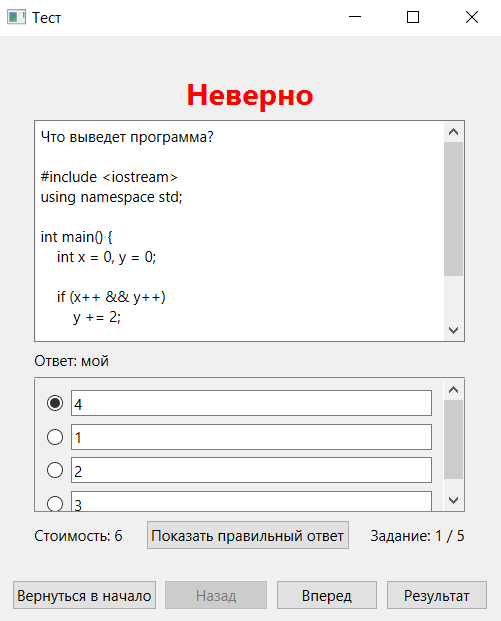 Тест
Неверно
Что выведет программа?
#include <iostream>
using namespace std;
int main() {
int x = 0, y = 0;
if (x++ && y++)
y += 2;
Ответ: мой
4
1
2
3
Стоимость: 6
Показать правильный ответ
Задание: 1 / 5
Вернуться в начало
Назад
Вперед
Результат